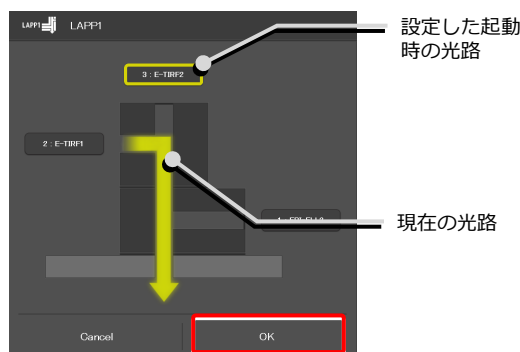 LAPP1 LAPP1
設定した起動
時の光路
3 : E-TIRF2
2 : E-TIRF1
現在の光路
Cancel
OK